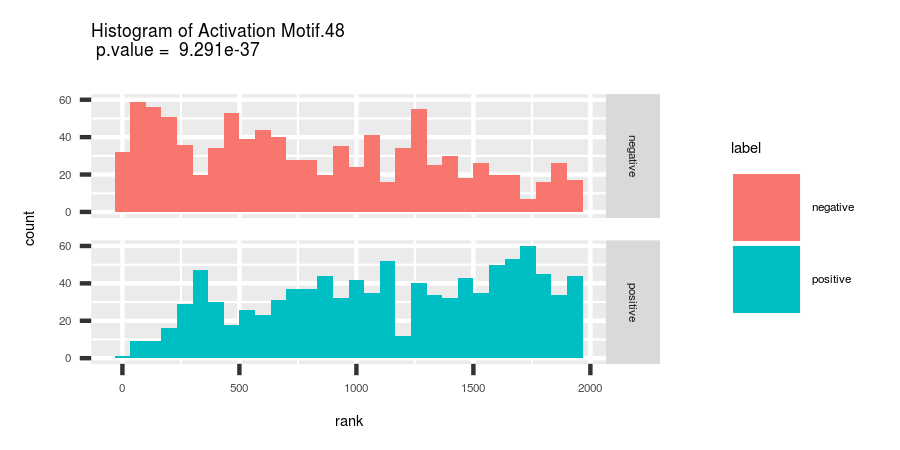 Histogram of Activation Motif.48
p.value = 9.291e-37
60
40
20
0
negative
60
40
20
0
positive
count
0 500 1000 1500 2000
rank
label
negative
positive